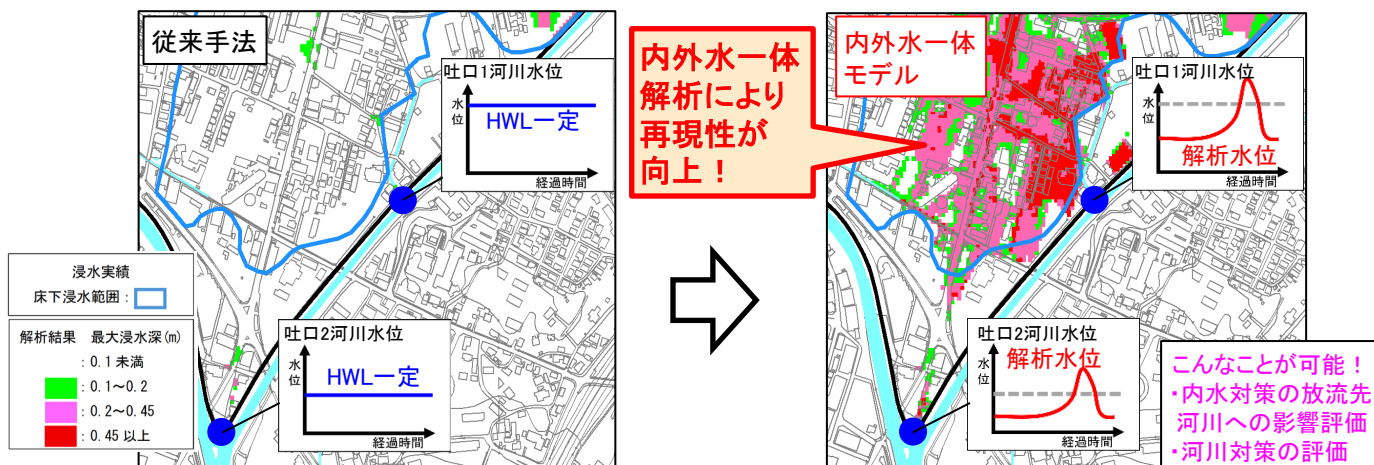 従来手法
吐口1河川水位
水位
HWL一定
経過時間
浸水実績
床下浸水範囲：
解析結果 最大浸水深(m)
：0.1 未満
：0.1～0.2
：0.2～0.45
：0.45 以上
吐口2河川水位
水位
HWL一定
経過時間
内外水一体
解析により
再現性が
向上！
内外水一体
モデル
吐口1河川水位
水位
解析水位
経過時間
吐口2河川水位
水位
解析水位
経過時間
こんなことが可能！
・内水対策の放流先
河川への影響評価
・河川対策の評価